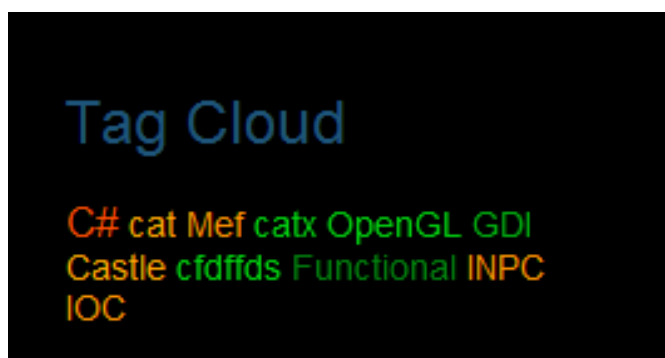 Tag Cloud
C# cat Mef catx OpenGL GDI
Castle cfdffds Functional INPC
IOC